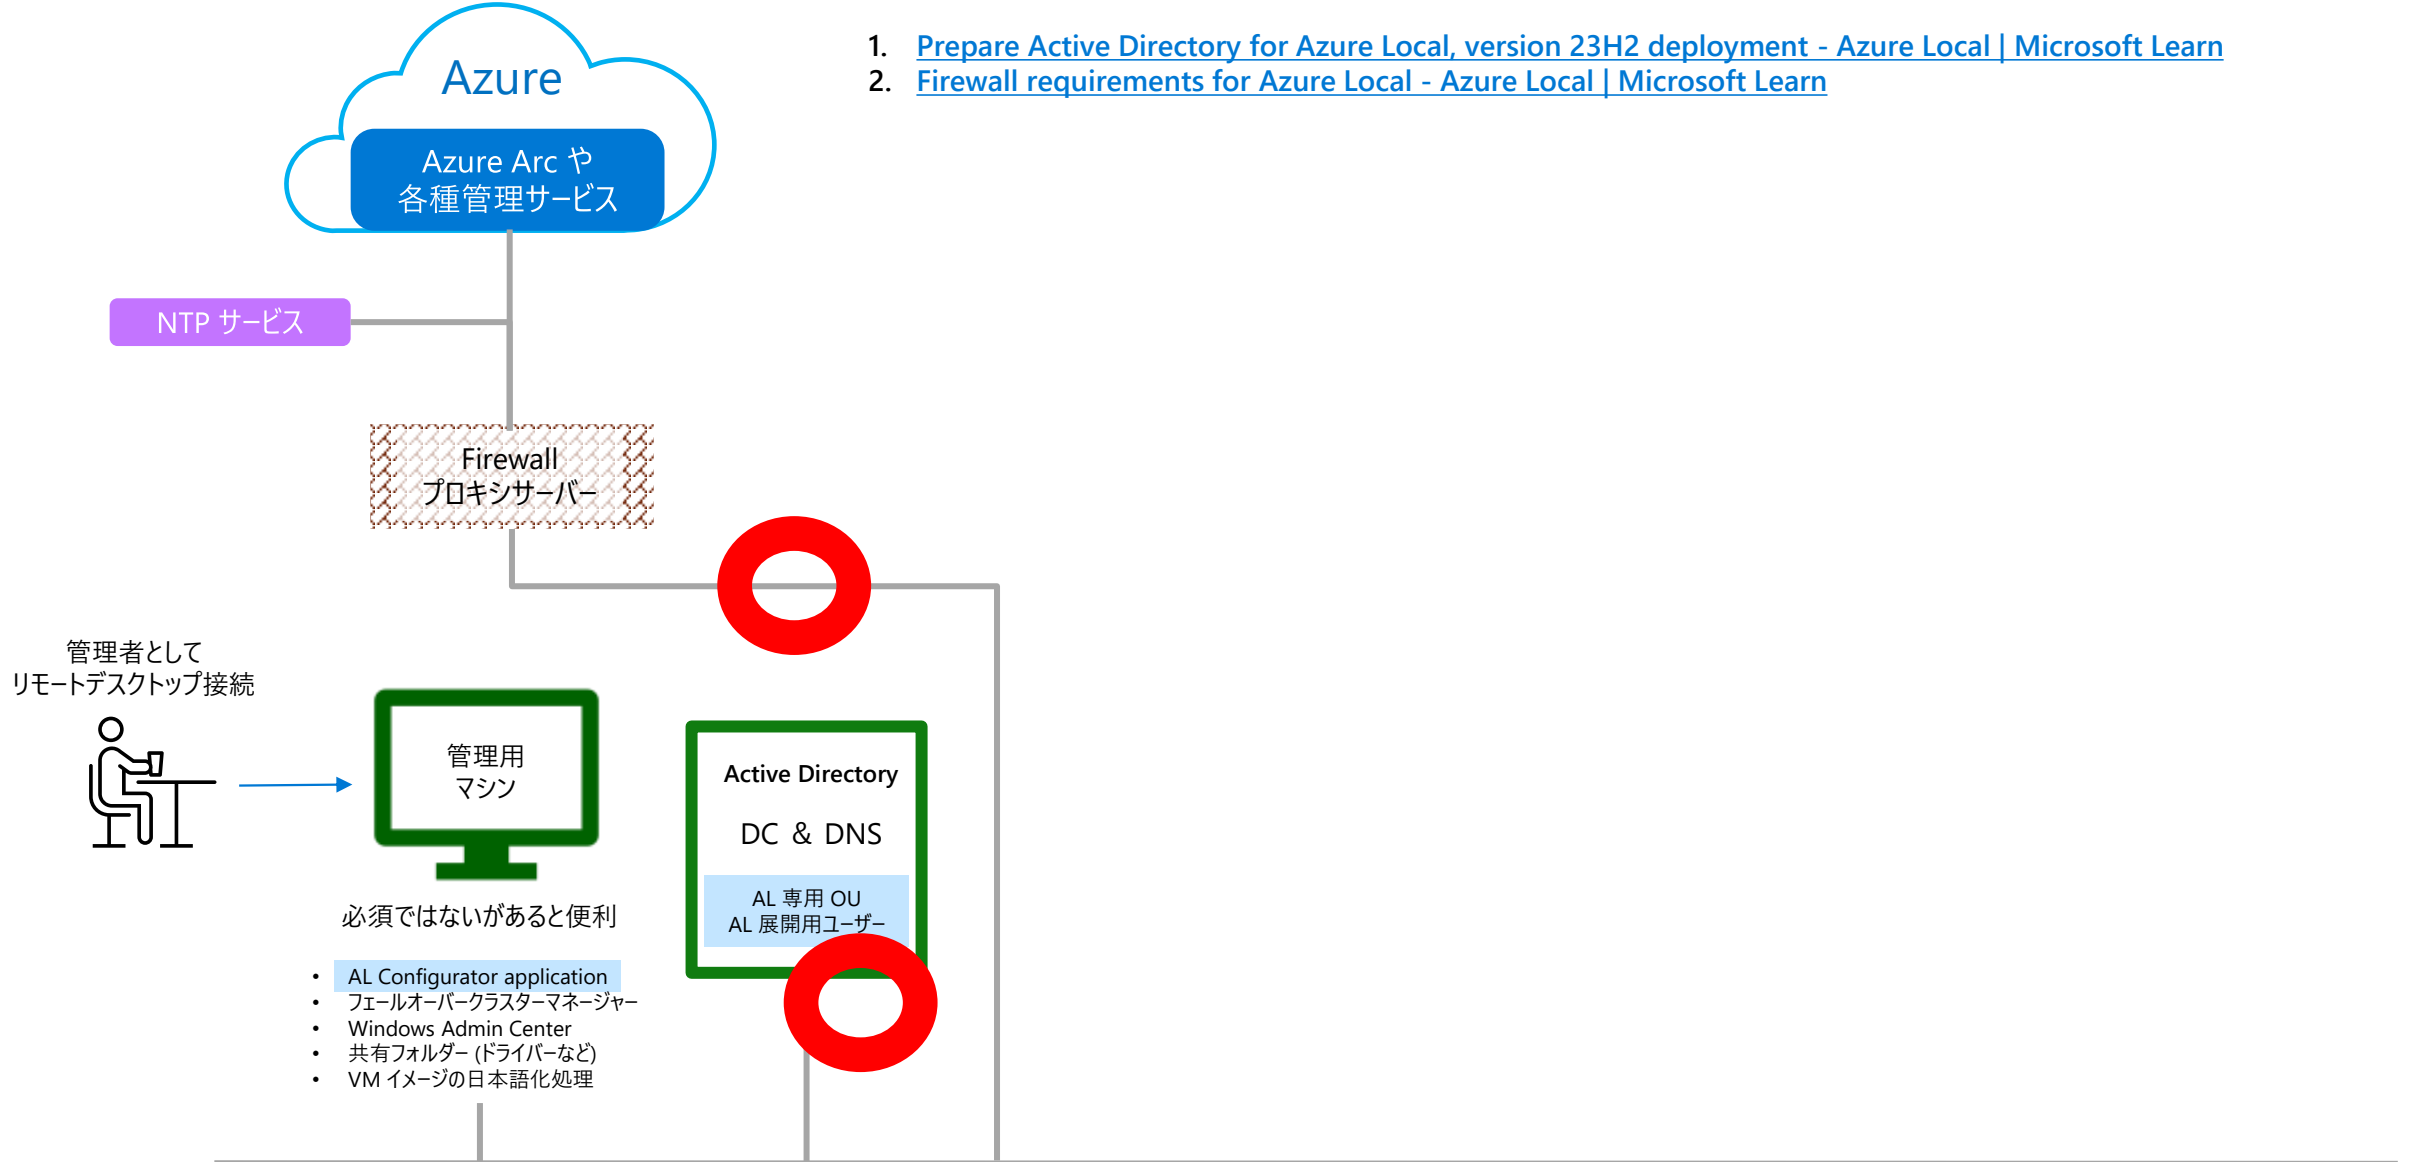 1. Prepare Active Directory for Azure Local, version 23H2 deployment - Azure Local | Microsoft Learn
2. Firewall requirements for Azure Local - Azure Local | Microsoft Learn
Azure
Azure Arc や
各種管理サービス
NTP サービス
Firewall
プロキシサーバー
管理者として
リモートデスクトップ接続
管理用
マシン
必須ではないがあると便利
• AL Configurator application
• フェールオーバークラスターマネージャー
• Windows Admin Center
• 共有フォルダー (ドライバーなど)
• VM イメージの日本語化処理
Active Directory
DC & DNS
AL 専用 OU
AL 展開用ユーザー